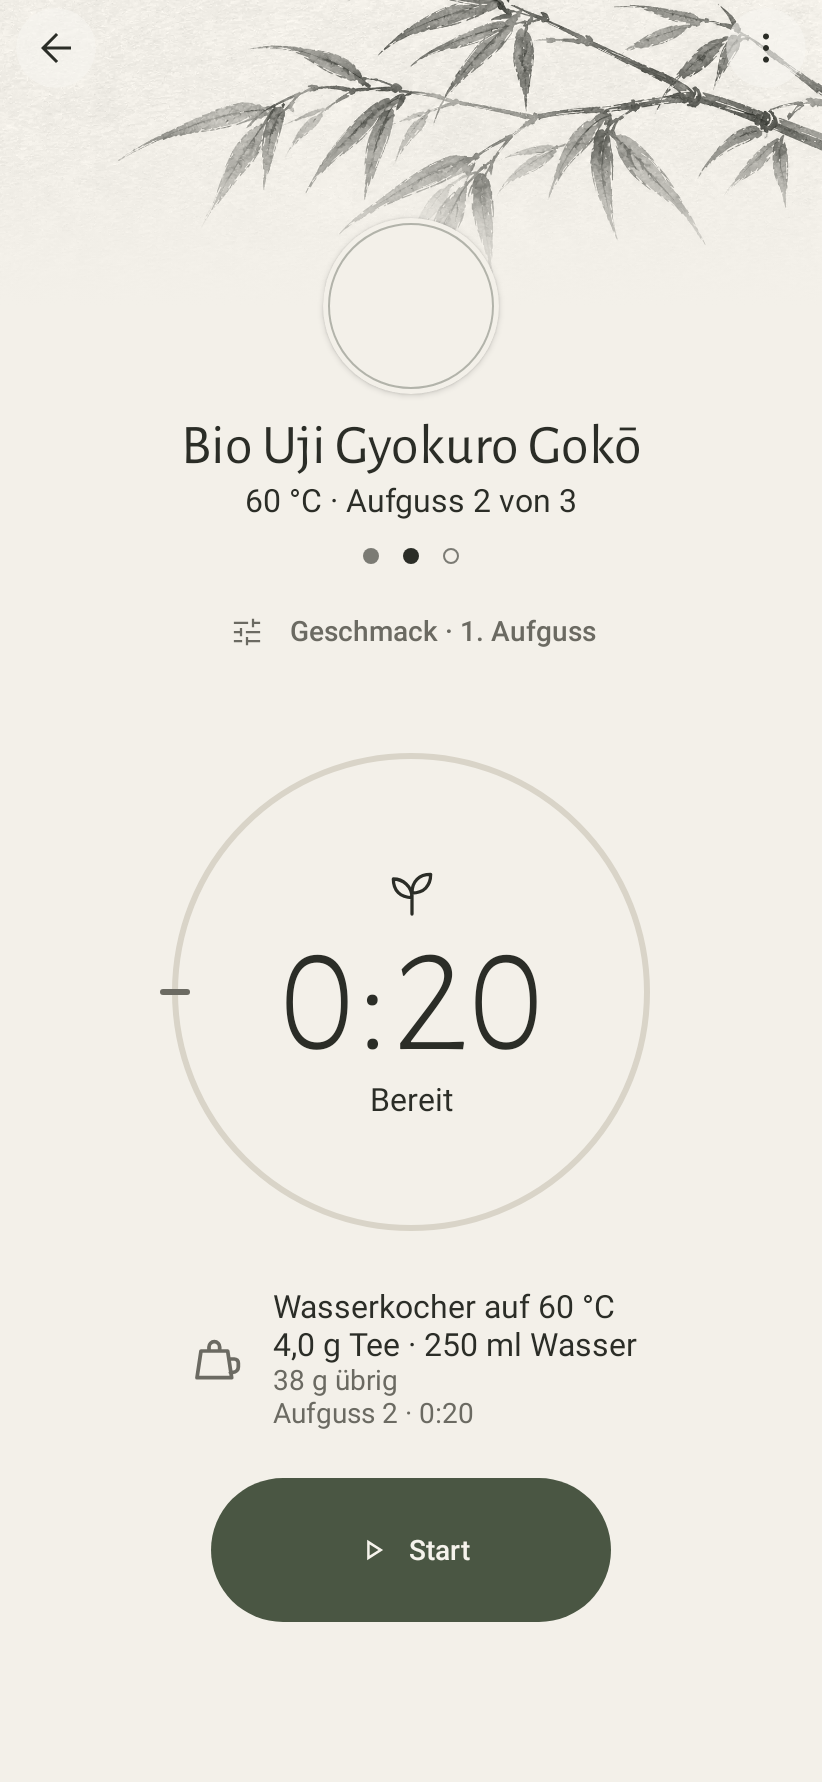 Bio Uji Gyokuro Gokō
60 °C · Aufguss 2 von 3
Geschmack · 1. Aufguss
0:20
Bereit
Wasserkocher auf 60 °C
4,0 g Tee · 250 ml Wasser
38 g übrig
Aufguss 2 · 0:20
Start